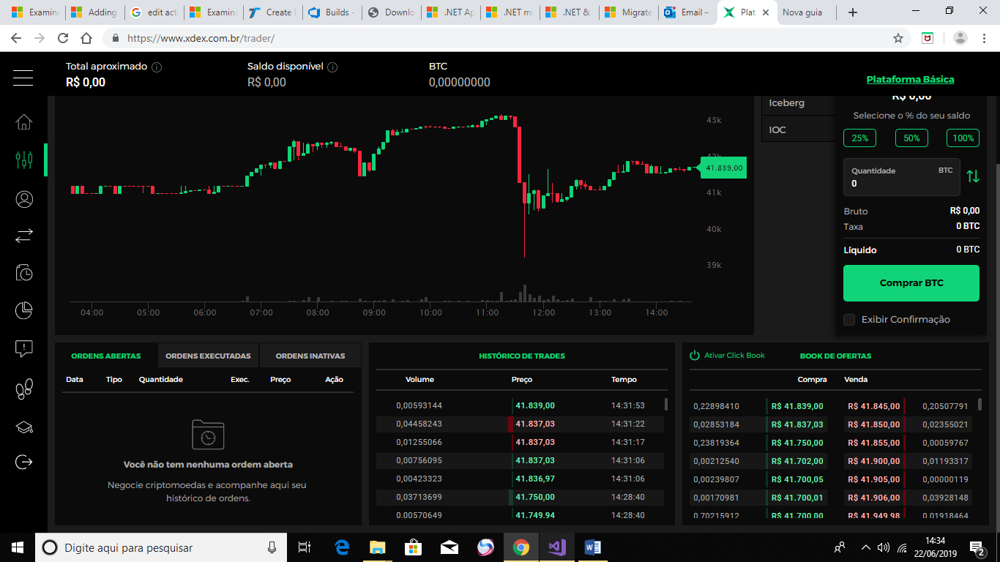 Examina
Adding
edit act
Examina
Create B
Builds -
Downlo
.NET Ap
.NET m
.NET &
Migrate
Email –
Plat
Nova guia
https://www.xdex.com.br/trader/
Total aproximado
R$ 0,00
Saldo disponível
R$ 0,00
BTC
0,00000000
Plataforma Básica
43k
41k
40k
39k
41.839,00
04:00 05:00 06:00 07:00 08:00 09:00 10:00 11:00 12:00 13:00 14:00
Iceberg
IOC
R$ 0,00
Selecione o % do seu saldo
25% 50% 100%
Quantidade BTC
0
Bruto R$ 0,00
Taxa 0 BTC
Líquido 0 BTC
Comprar BTC
Exibir Confirmação
ORDENS ABERTAS ORDENS EXECUTADAS ORDENS INATIVAS
Data Tipo Quantidade Exec. Preço Ação
Você não tem nenhuma ordem aberta
Negocie criptomoedas e acompanhe aqui seu
histórico de ordens.
HISTÓRICO DE TRADES
Volume Preço Tempo
0,00593144 41.839,00 14:31:53
0,04458243 41.837,03 14:31:22
0,01255066 41.837,03 14:31:17
0,00756095 41.837,03 14:31:06
0,00423323 41.836,97 14:31:06
0,03713699 41.750,00 14:28:40
0,00570649 41.749,94 14:28:40
Ativar Click Book BOOK DE OFERTAS
Compra Venda
0,22898410 R$ 41.839,00 R$ 41.845,00 0,20507791
0,02853184 R$ 41.837,03 R$ 41.850,00 0,02355021
0,23819364 R$ 41.750,00 R$ 41.855,00 0,00059767
0,00212540 R$ 41.702,00 R$ 41.900,00 0,01193317
0,00239807 R$ 41.700,05 R$ 41.905,00 0,00000119
0,00170981 R$ 41.700,01 R$ 41.906,00 0,03928148
0,70215912 R$ 41.700,00 R$ 41.949,98 0,01918464
Digite aqui para pesquisar
14:34
22/06/2019
2